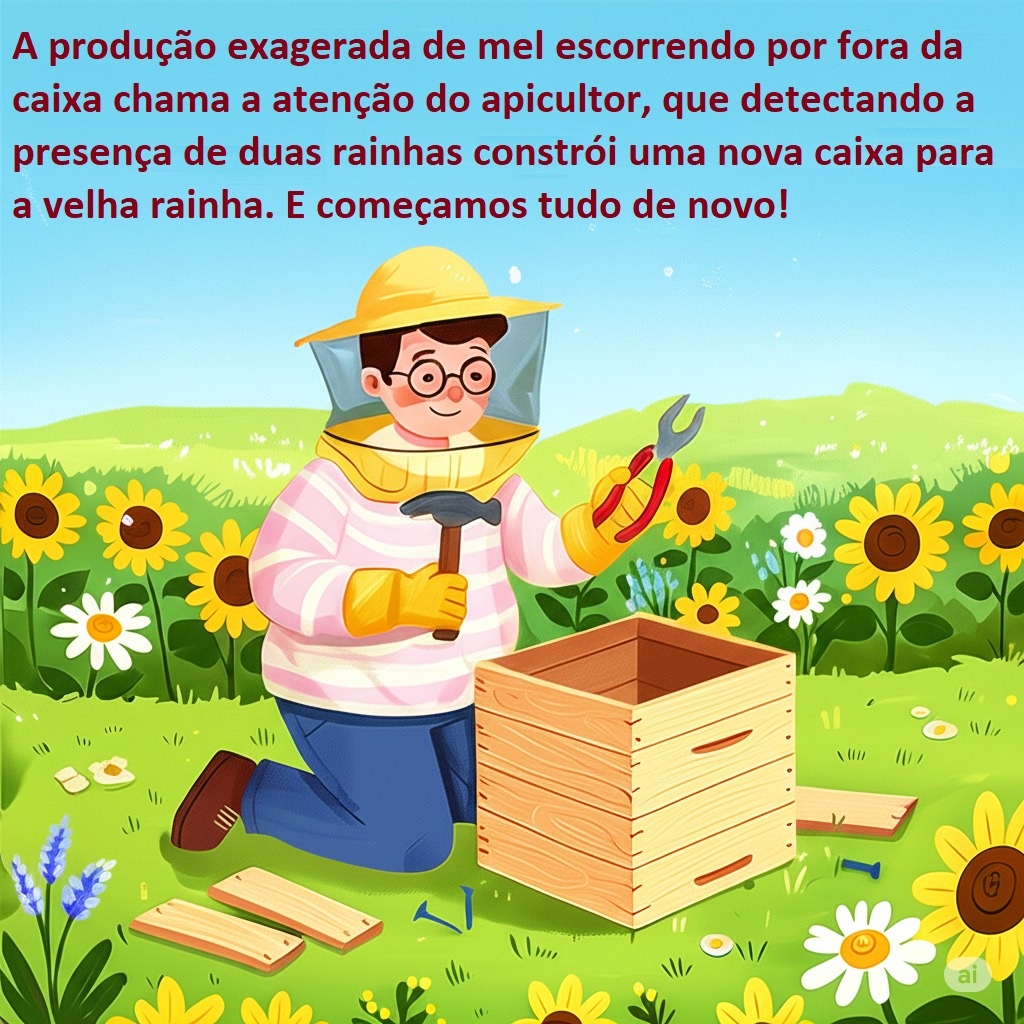 A produção exagerada de mel escorrendo por fora da
caixa chama a atenção do apicultor, que detectando a
presença de duas rainhas constrói uma nova caixa para
a velha rainha. E começamos tudo de novo!
ai